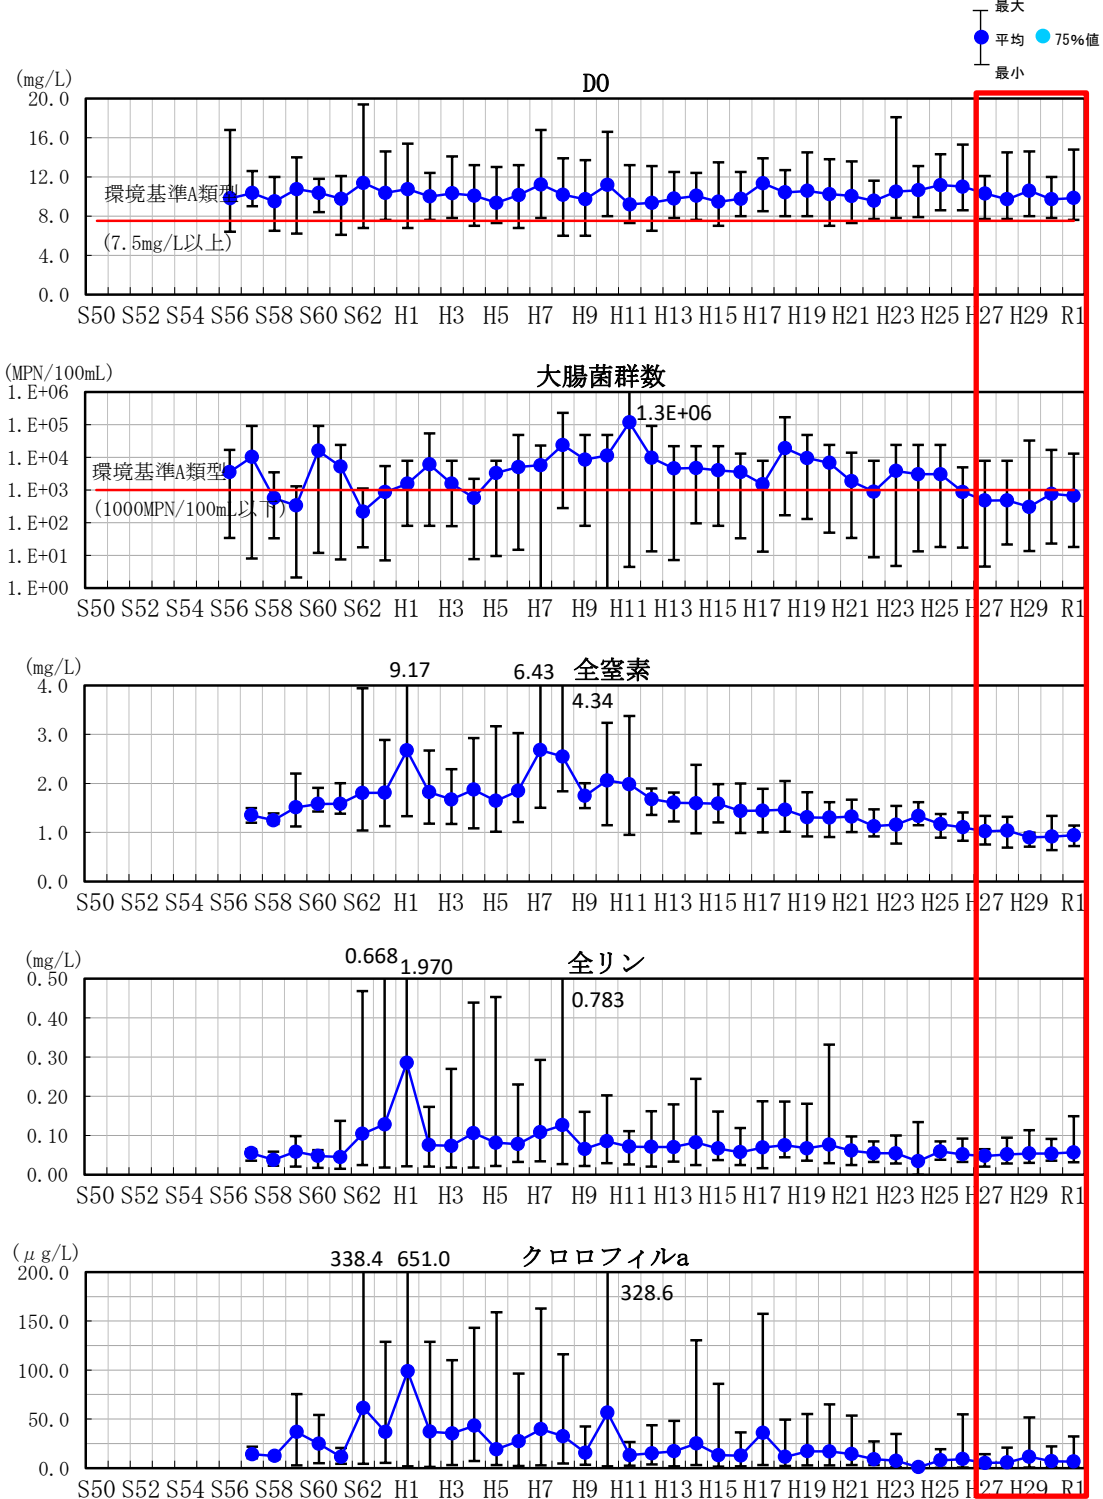 最大
平均 75%値
最小
(mg/L)
DO
20.0
16.0
12.0
8.0
4.0
0.0
環境基準A類型
(7.5mg/L以上)
S50 S52 S54 S56 S58 S60 S62 H1 H3 H5 H7 H9 H11 H13 H15 H17 H19 H21 H23 H25 H27 H29 R1
(MPN/100mL)
大腸菌群数
1.E+06
1.E+05
1.E+04
1.E+03
1.E+02
1.E+01
1.E+00
1.3E+06
環境基準A類型
(1000MPN/100mL以下)
S50 S52 S54 S56 S58 S60 S62 H1 H3 H5 H7 H9 H11 H13 H15 H17 H19 H21 H23 H25 H27 H29 R1
(mg/L)
9.17 6.43 全窒素
4.34
4.0
3.0
2.0
1.0
0.0
S50 S52 S54 S56 S58 S60 S62 H1 H3 H5 H7 H9 H11 H13 H15 H17 H19 H21 H23 H25 H27 H29 R1
(mg/L)
0.668 1.970 全リン
0.783
0.50
0.40
0.30
0.20
0.10
0.00
S50 S52 S54 S56 S58 S60 S62 H1 H3 H5 H7 H9 H11 H13 H15 H17 H19 H21 H23 H25 H27 H29 R1
(μg/L)
338.4 651.0 クロロフィルa
328.6
200.0
150.0
100.0
50.0
0.0
S50 S52 S54 S56 S58 S60 S62 H1 H3 H5 H7 H9 H11 H13 H15 H17 H19 H21 H23 H25 H27 H29 R1